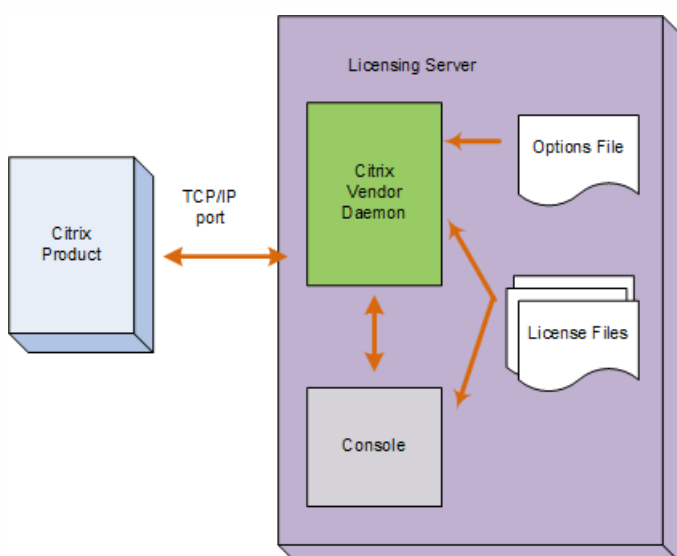 Licensing Server
Citrix
Vendor
Daemon
Options File
TCP/IP
port
Citrix
Product
License Files
Console